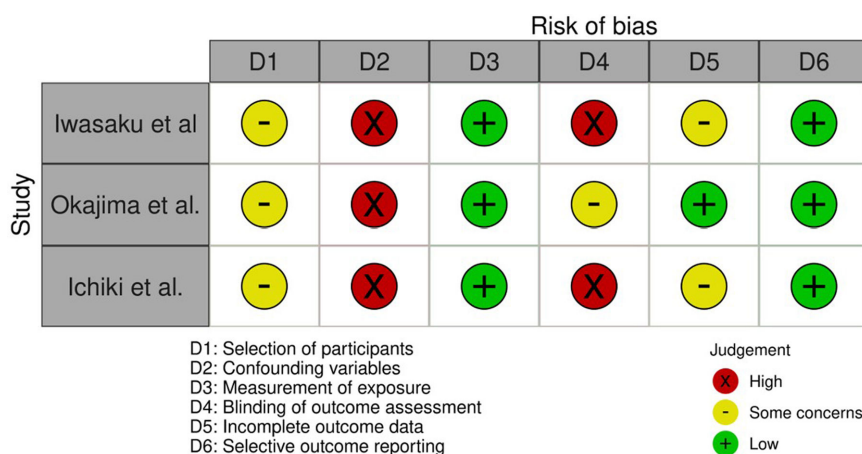 Risk of bias
D1 D2 D3 D4 D5 D6
Study
Iwasaku et al - X + X - +
Okajima et al. - X + - + +
Ichiki et al. - X + X - +
D1: Selection of participants
D2: Confounding variables
D3: Measurement of exposure
D4: Blinding of outcome assessment
D5: Incomplete outcome data
D6: Selective outcome reporting
Judgement
X High
- Some concerns
+ Low